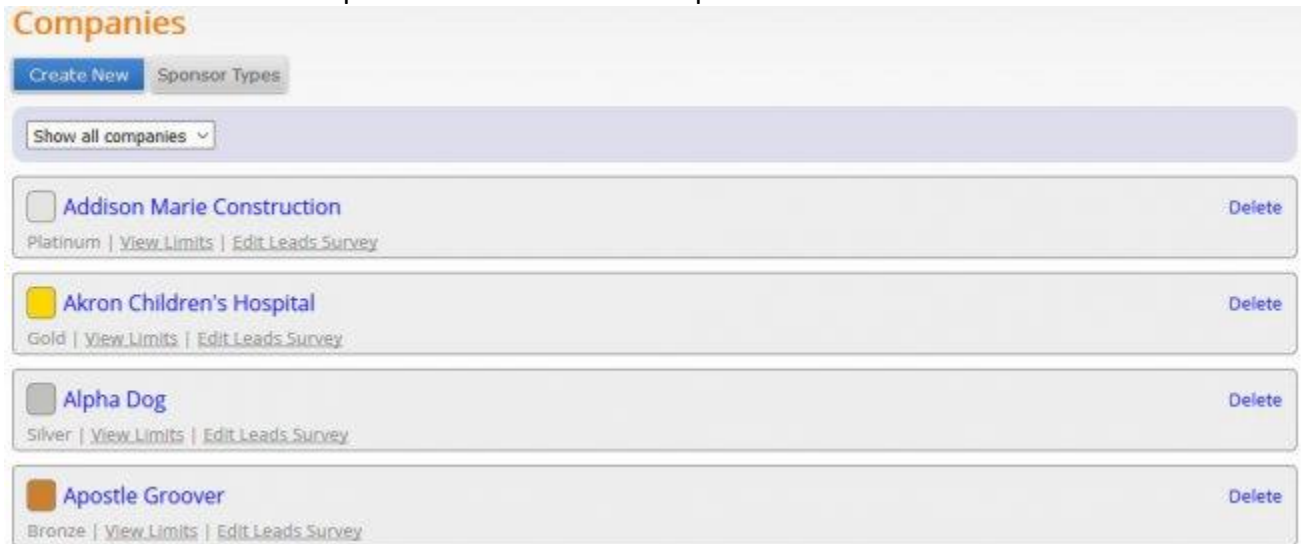 Companies
Create New Sponsor Types
Show all companies
Addison Marie Construction Delete
Platinum | View Limits | Edit Leads Survey
Akron Children's Hospital Delete
Gold | View Limits | Edit Leads Survey
Alpha Dog Delete
Silver | View Limits | Edit Leads Survey
Apostle Groover Delete
Bronze | View Limits | Edit Leads Survey